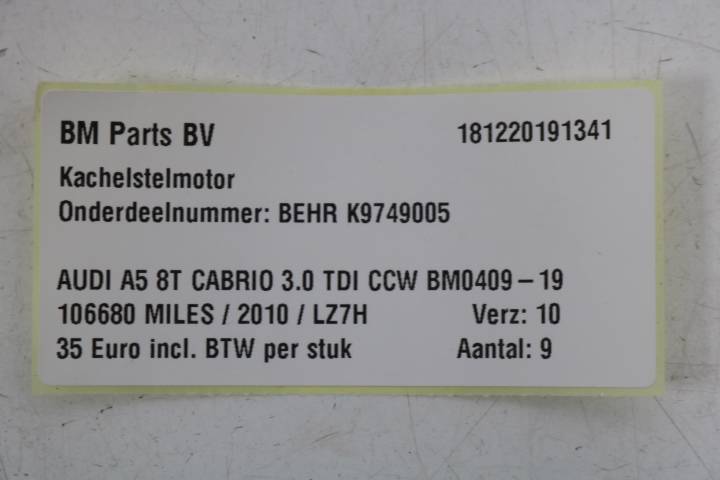 BM Parts BV 181220191341
Kachelstelmotor
Onderdeelnummer: BEHR K9749005
AUDI A5 8T CABRIO 3.0 TDI CCW BM0409-19
106680 MILES / 2010 / LZ7H Verz: 10
35 Euro incl. BTW per stuk Aantal: 9